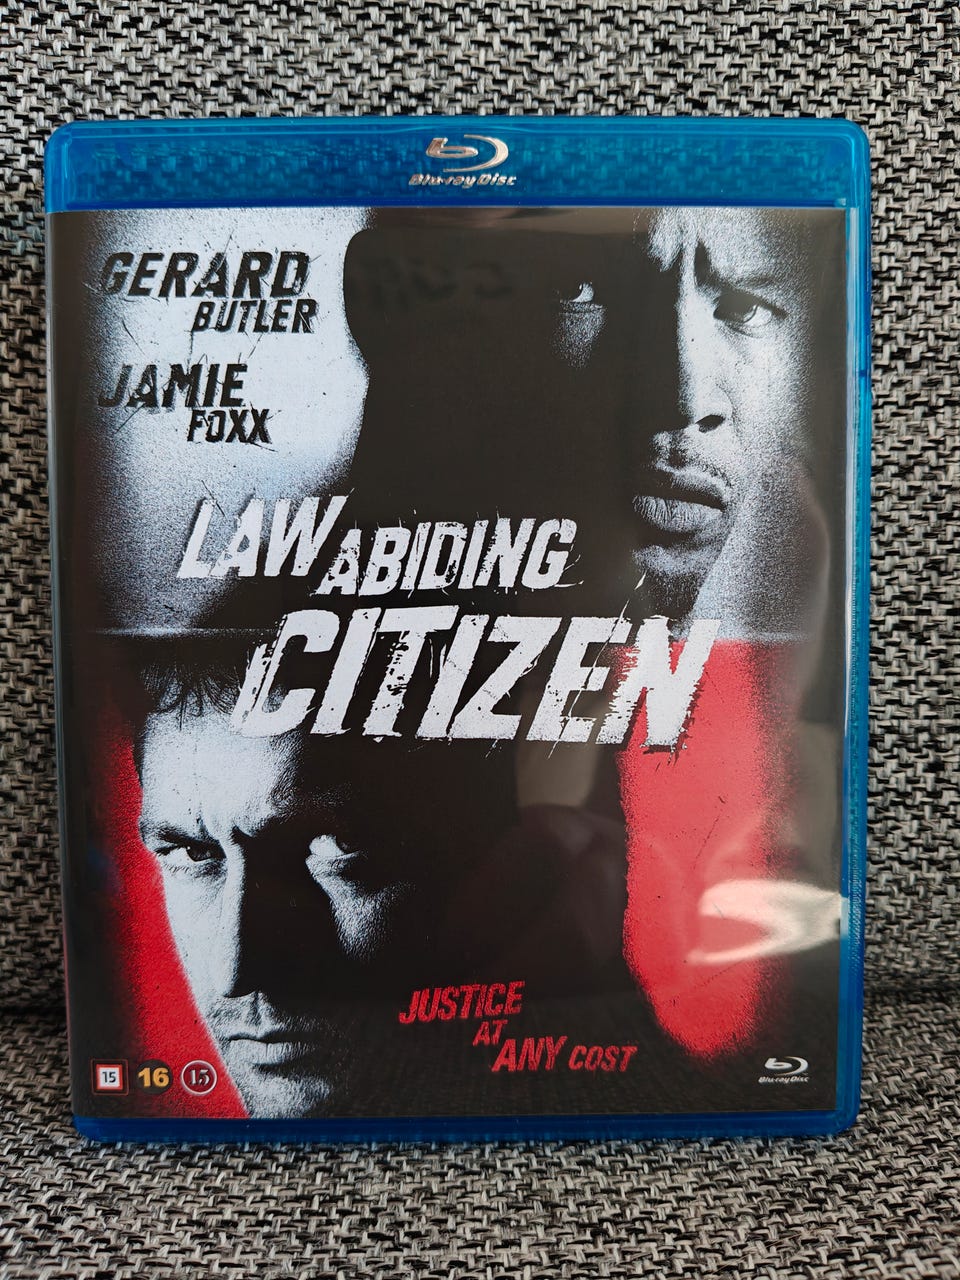 Blu-ray Disc
GERARD
BUTLER
JAMIE
FOXX
LAW ABIDING
CITIZEN
JUSTICE
AT
ANY COST
15 16 15
Blu-ray Disc